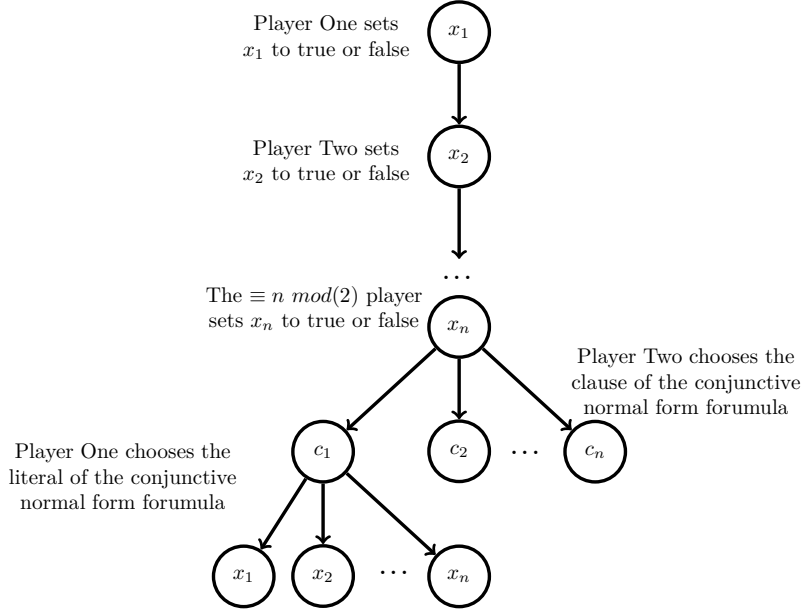 Player One sets
x₁ to true or false
x₁
Player Two sets
x₂ to true or false
x₂
...
The ≡ n mod(2) player
sets xₙ to true or false
xₙ
Player Two chooses the
clause of the conjunctive
normal form forumula
Player One chooses the
literal of the conjunctive
normal form forumula
c₁
c₂
...
cₙ
x₁
x₂
...
xₙ